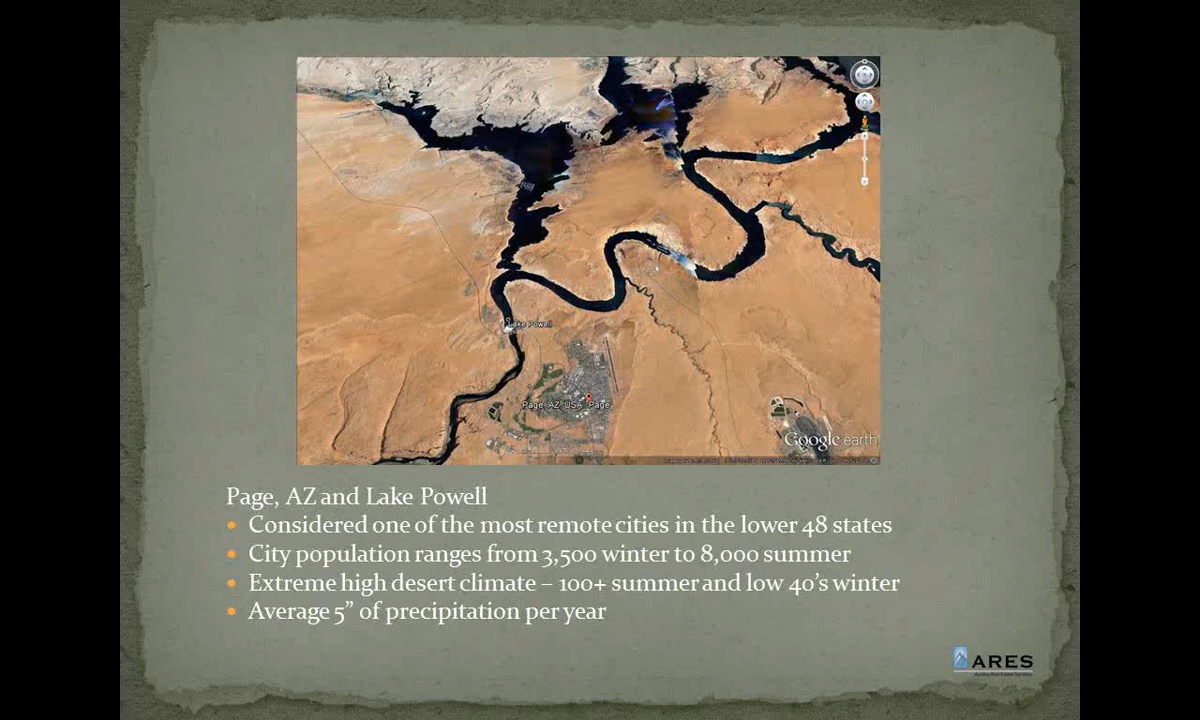 Lake Powell
Page, AZ, USA Page
Google earth
Page, AZ and Lake Powell
Considered one of the most remote cities in the lower 48 states
City population ranges from 3,500 winter to 8,000 summer
Extreme high desert climate – 100+ summer and low 40’s winter
Average 5” of precipitation per year
ARES